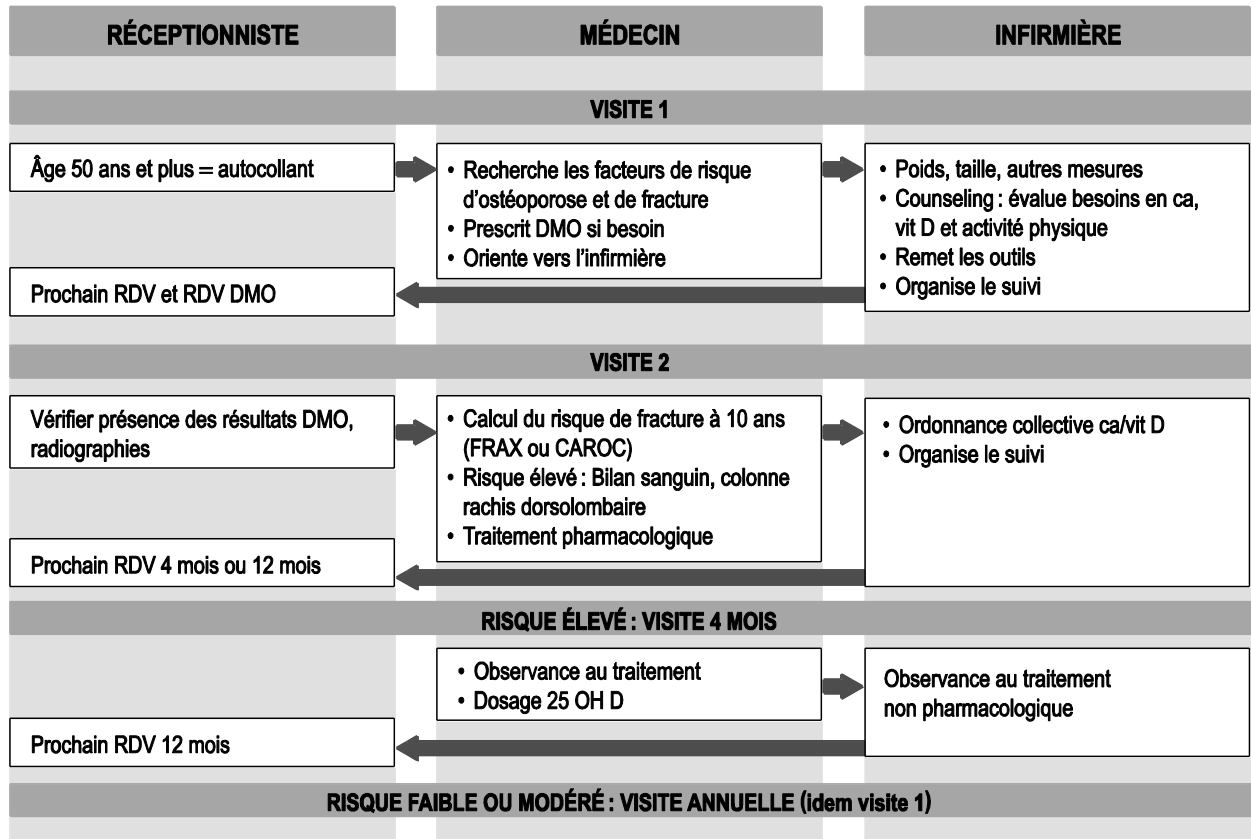 RÉCEPTIONNISTE
MÉDECIN
INFIRMIÈRE
VISITE 1
Âge 50 ans et plus = autocollant
• Recherche les facteurs de risque
d’ostéoporose et de fracture
• Prescrit DMO si besoin
• Oriente vers l’infirmière
• Poids, taille, autres mesures
• Counseling : évalue besoins en ca,
vit D et activité physique
• Remet les outils
• Organise le suivi
Prochain RDV et RDV DMO
VISITE 2
Vérifier présence des résultats DMO,
radiographies
• Calcul du risque de fracture à 10 ans
(FRAX ou CAROC)
• Risque élevé : Bilan sanguin, colonne
rachis dorsolombaire
• Traitement pharmacologique
• Ordonnance collective ca/vit D
• Organise le suivi
Prochain RDV 4 mois ou 12 mois
RISQUE ÉLEVÉ : VISITE 4 MOIS
• Observance au traitement
• Dosage 25 OH D
Observance au traitement
non pharmacologique
Prochain RDV 12 mois
RISQUE FAIBLE OU MODÉRÉ : VISITE ANNUELLE (idem visite 1)